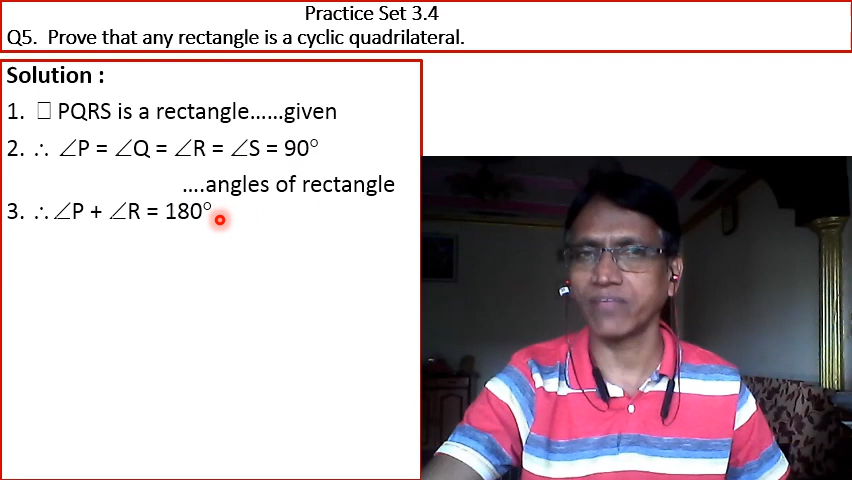 Practice Set 3.4
Q5. Prove that any rectangle is a cyclic quadrilateral.
Solution :
1. □ PQRS is a rectangle......given
2. ∴ ∠P = ∠Q = ∠R = ∠S = 90°
....angles of rectangle
3. ∴ ∠P + ∠R = 180°